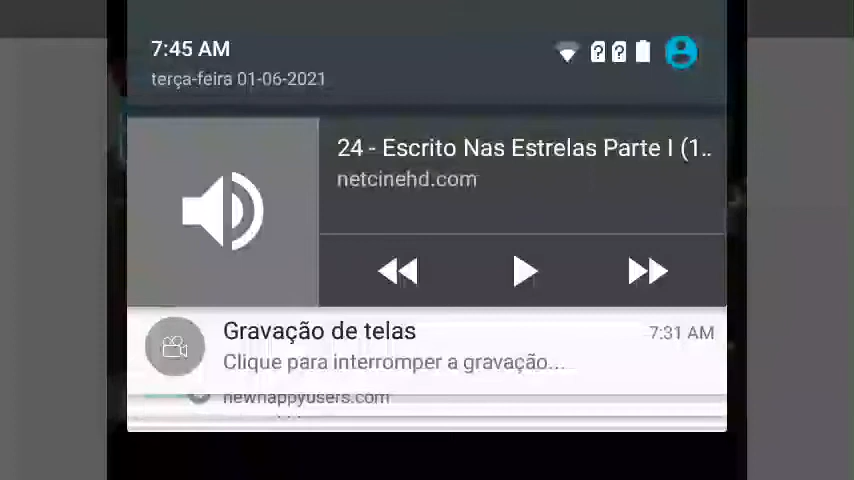 7:45 AM
terça-feira 01-06-2021
24 - Escrito Nas Estrelas Parte I (1..
netcinehd.com
Gravação de telas
7:31 AM
Clique para interromper a gravação...
newhappyusers.com